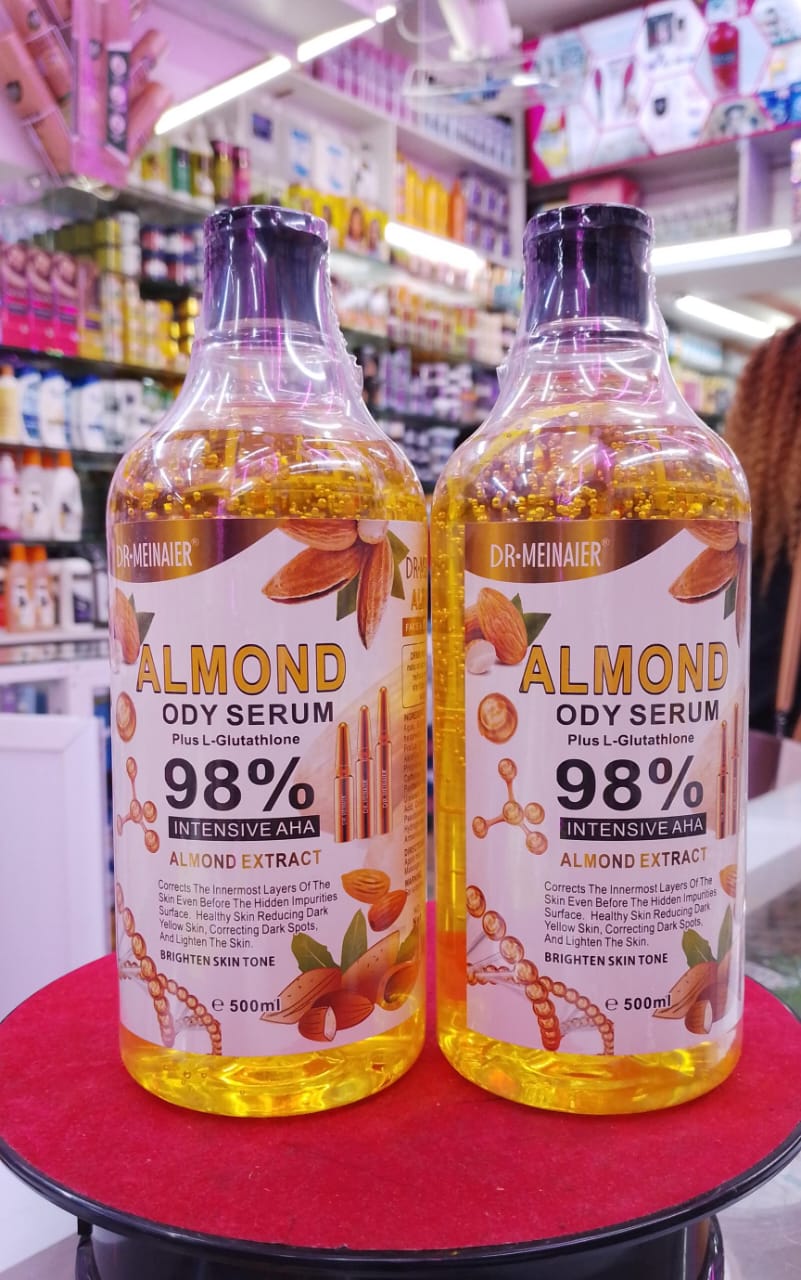 DR•MEINAIER®
ALMOND
ODY SERUM
Plus L-Glutathlone
98%
INTENSIVE AHA
ALMOND EXTRACT
Corrects The Innermost Layers Of The
Skin Even Before The Hidden Impurities
Surface. Healthy Skin Reducing Dark
Yellow Skin, Correcting Dark Spots,
And Lighten The Skin.
BRIGHTEN SKIN TONE
℮ 500ml
DR•MEINAIER®
ALMOND
ODY SERUM
Plus L-Glutathlone
98%
INTENSIVE AHA
ALMOND EXTRACT
Corrects The Innermost Layers Of The
Skin Even Before The Hidden Impurities
Surface. Healthy Skin Reducing Dark
Yellow Skin, Correcting Dark Spots,
And Lighten The Skin.
BRIGHTEN SKIN TONE
℮ 500ml